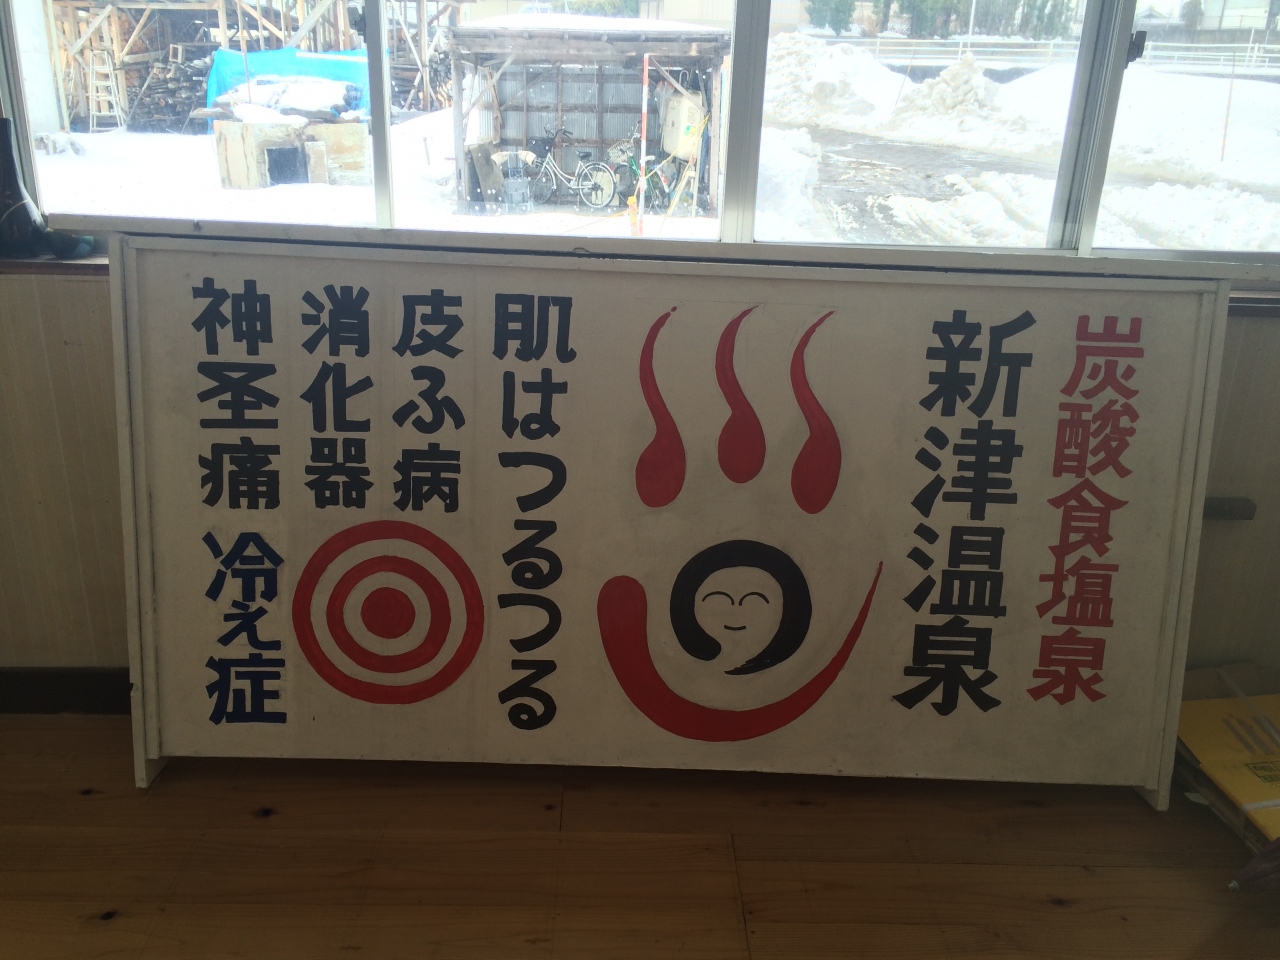 炭酸食塩泉
新津温泉
肌はつるつる
皮ふ病
消化器
神圣痛
冷え症